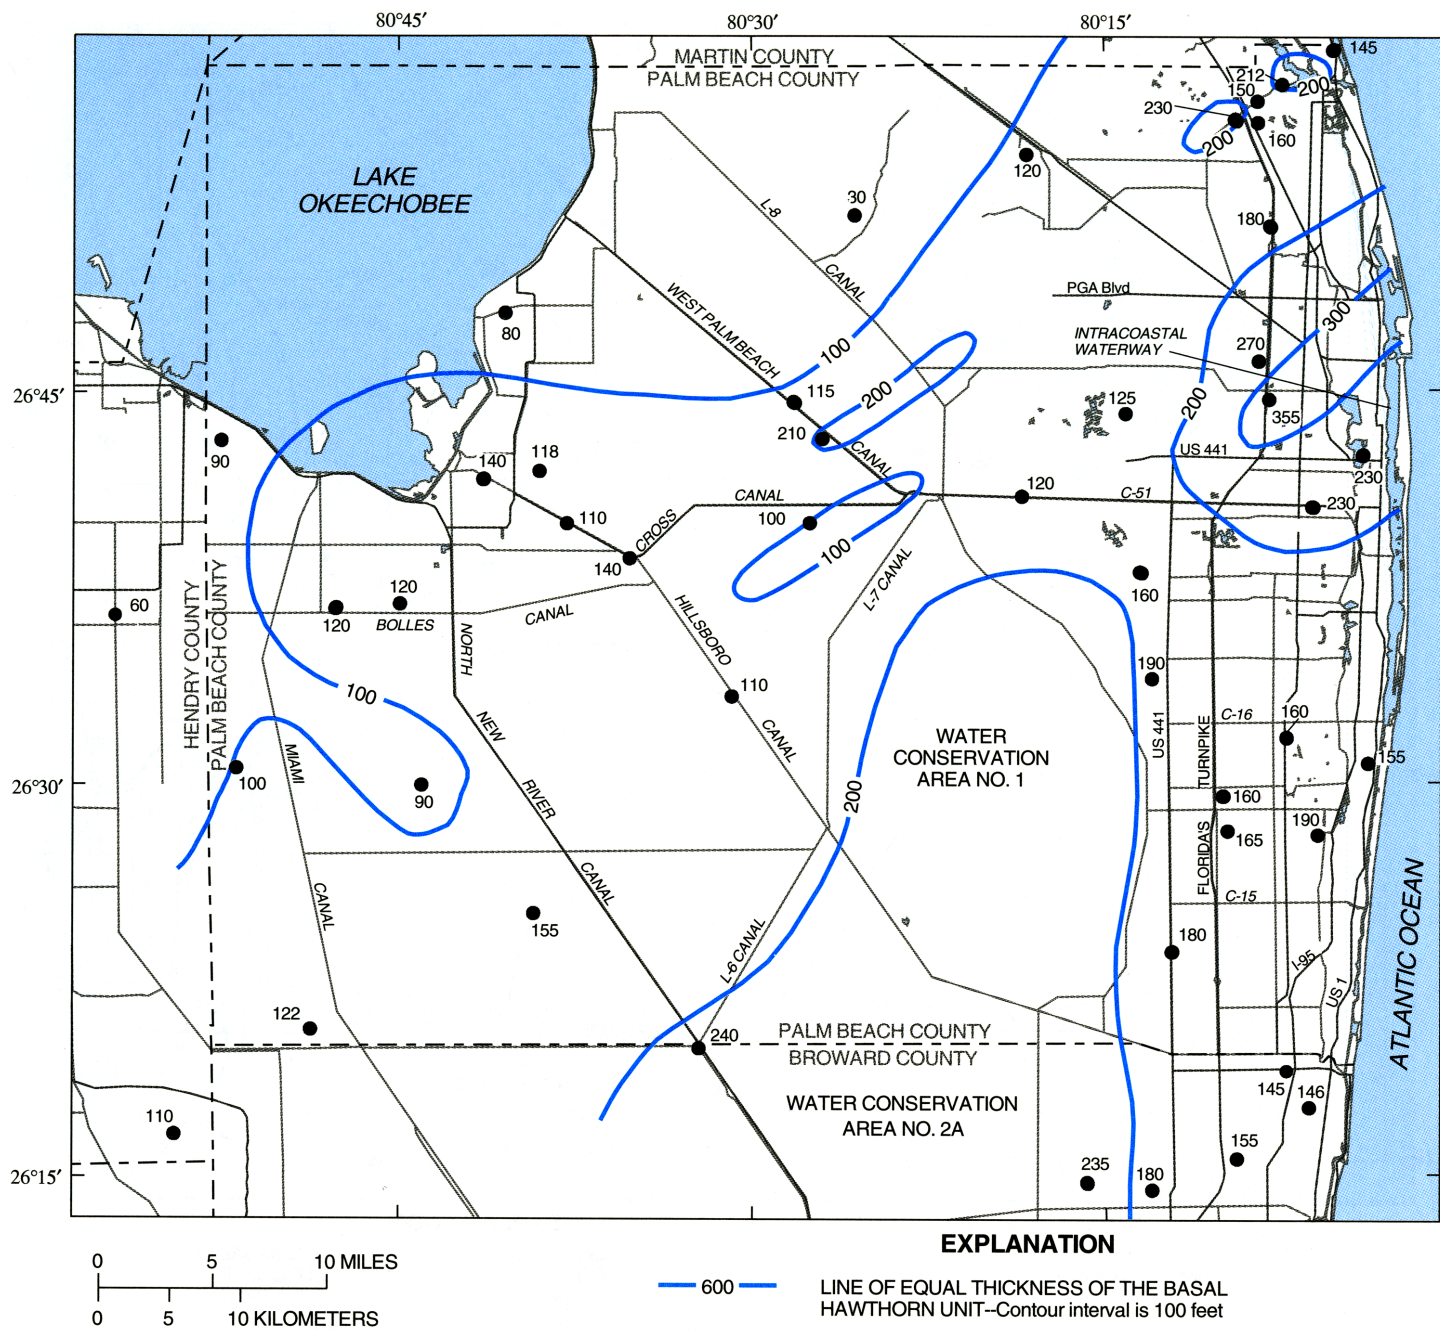 80°45′
80°30′
80°15′
MARTIN COUNTY
PALM BEACH COUNTY
145
212
200
150
230
200
160
120
LAKE
OKEECHOBEE
L-8
30
180
CANAL
PGA Blvd
WEST PALM BEACH
300
INTRACOASTAL
WATERWAY
80
100
270
26°45′
115
200
200
125
355
210
CANAL
US 441
90
140
118
230
120
C-51
230
CANAL
100
110
CROSS
100
140
L-7 CANAL
160
60
120
120
BOLLES
CANAL
HENDRY COUNTY
PALM BEACH COUNTY
NORTH
HILLSBORO
190
100
110
C-16
160
NEW
CANAL
US 441
TURNPIKE
WATER
CONSERVATION
AREA NO. 1
155
MIAMI
100
90
26°30′
RIVER
200
160
190
165
FLORIDA'S
CANAL
CANAL
C-15
155
L-6 CANAL
180
I-95
US 1
ATLANTIC OCEAN
122
240
PALM BEACH COUNTY
BROWARD COUNTY
145
146
110
WATER CONSERVATION
AREA NO. 2A
155
26°15′
235
180
EXPLANATION
0
5
10 MILES
0
5
10 KILOMETERS
600
LINE OF EQUAL THICKNESS OF THE BASAL
HAWTHORN UNIT--Contour interval is 100 feet